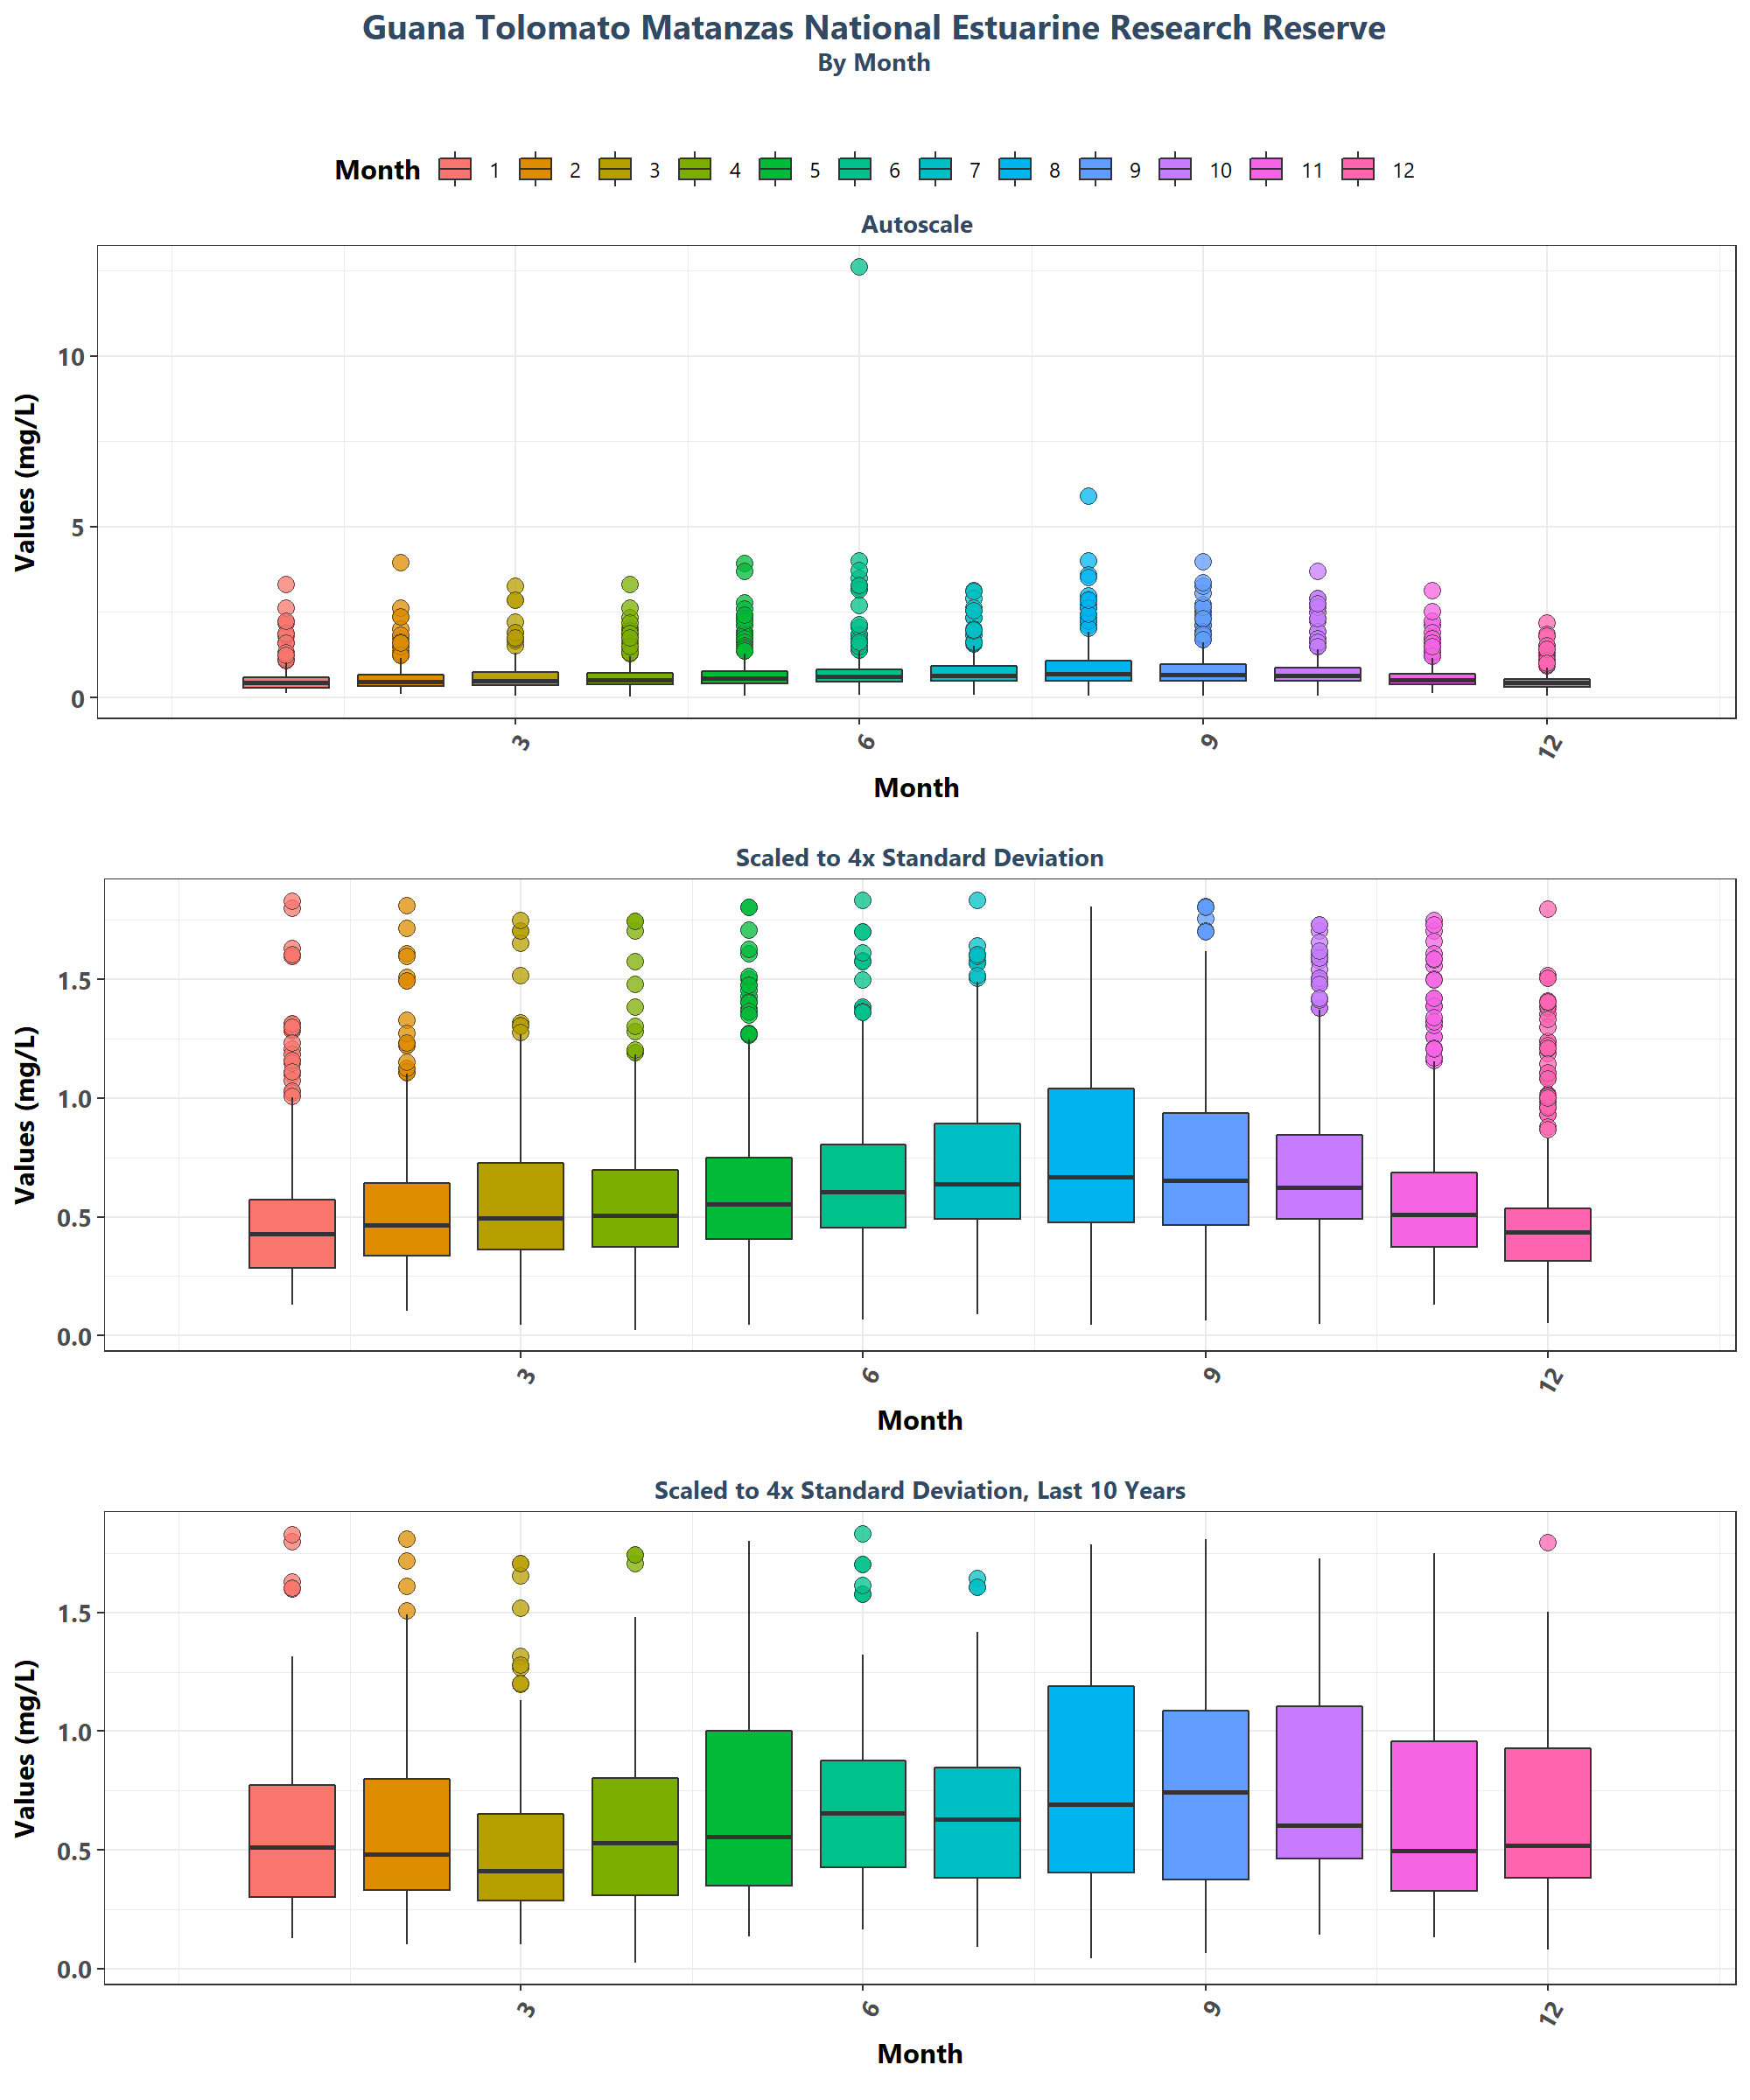 Guana Tolomato Matanzas National Estuarine Research Reserve
By Month
Month 1 2 3 4 5 6 7 8 9 10 11 12
Autoscale
Values (mg/L)
10
5
0
3 6 9 12
Month
Scaled to 4x Standard Deviation
Values (mg/L)
1.5
1.0
0.5
0.0
3 6 9 12
Month
Scaled to 4x Standard Deviation, Last 10 Years
Values (mg/L)
1.5
1.0
0.5
0.0
3 6 9 12
Month